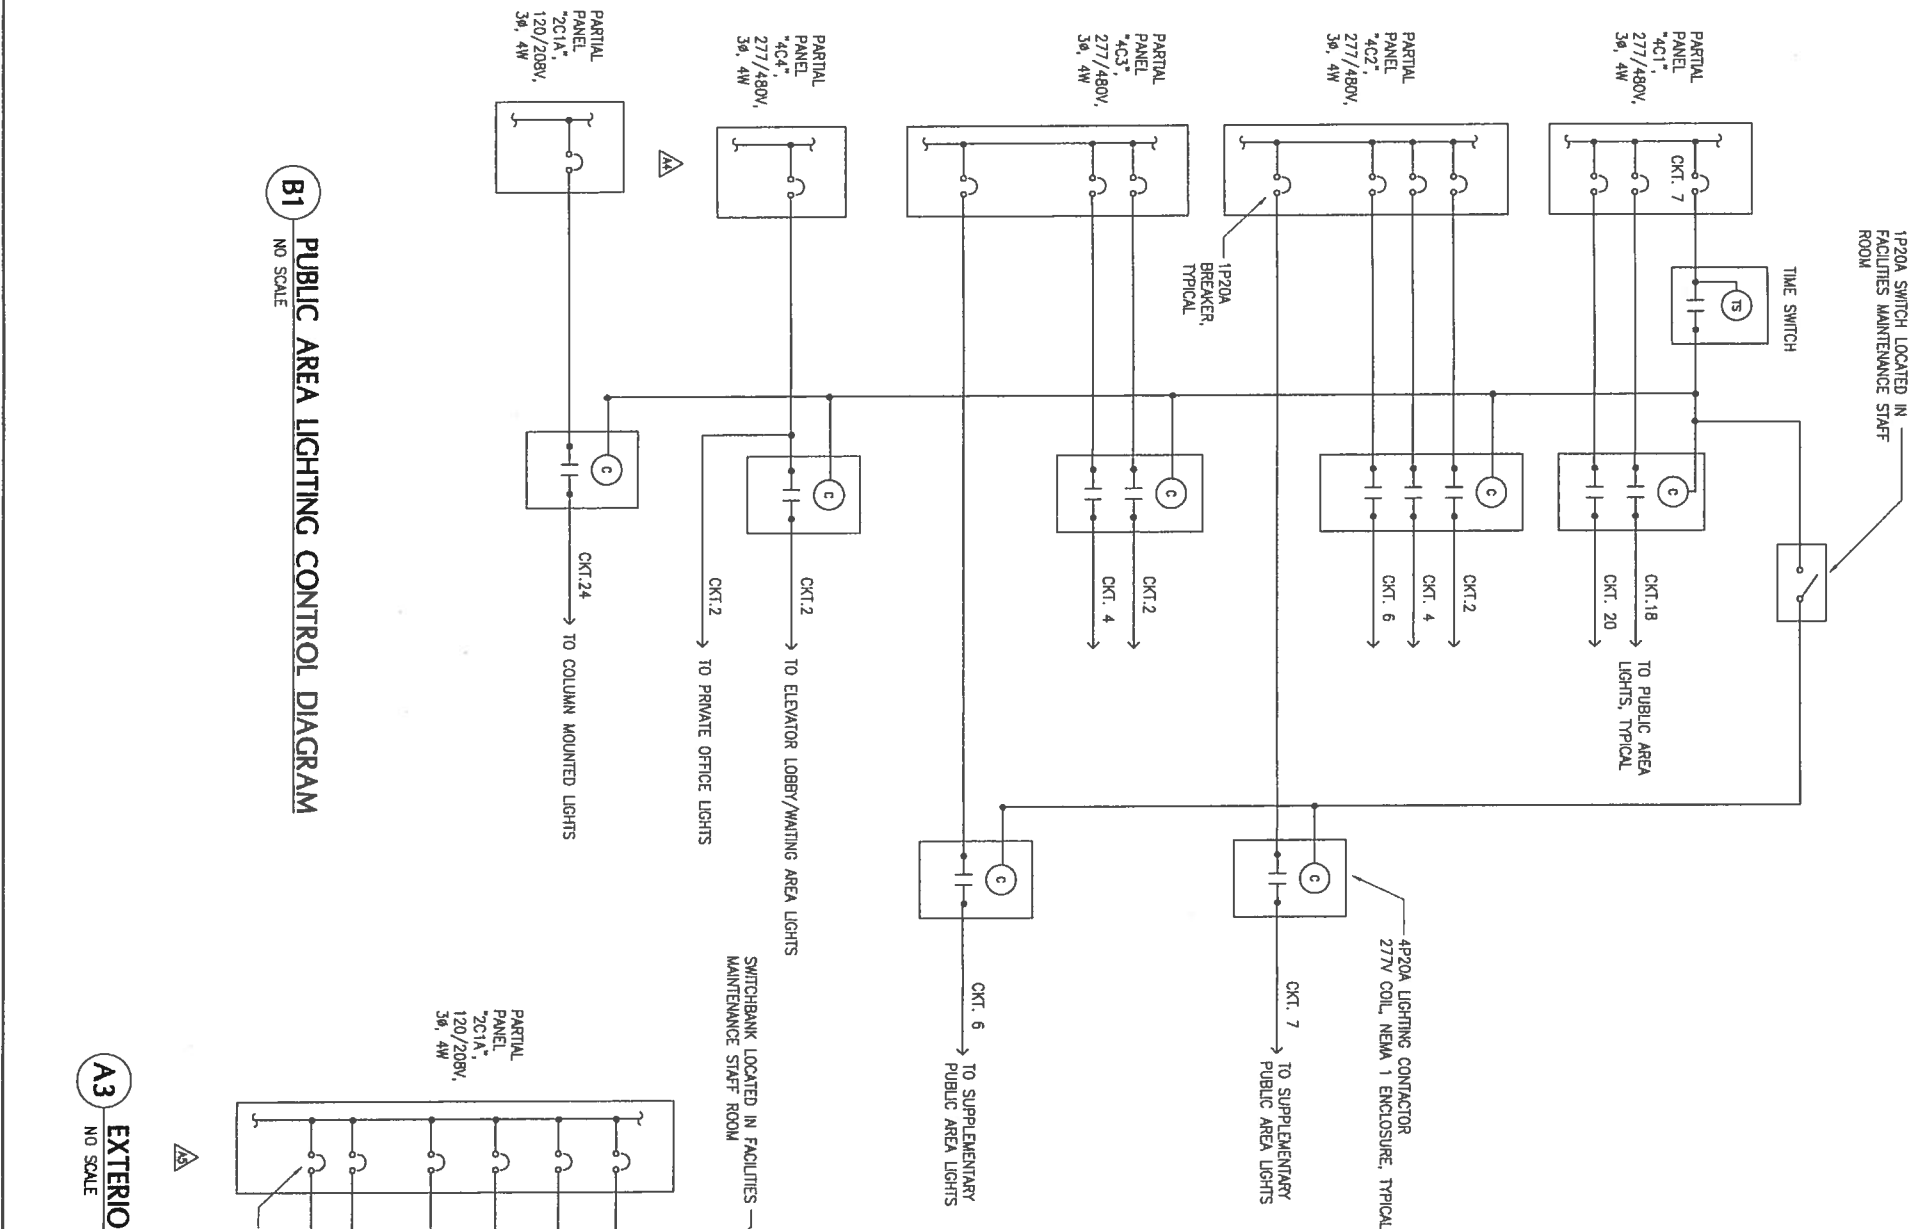 1P20A SWITCH LOCATED IN
FACILITIES MAINTENANCE STAFF
ROOM
PARTIAL
PANEL
"4C1",
277/480V,
3Ø, 4W
CKT. 7
TIME SWITCH
TS
C
CKT.18
CKT. 20
TO PUBLIC AREA
LIGHTS, TYPICAL
PARTIAL
PANEL
"4C2",
277/480V,
3Ø, 4W
1P20A
BREAKER,
TYPICAL
C
CKT.2
CKT. 4
CKT. 6
4P20A LIGHTING CONTACTOR
277V COIL, NEMA 1 ENCLOSURE, TYPICAL
C
CKT. 7
TO SUPPLEMENTARY
PUBLIC AREA LIGHTS
PARTIAL
PANEL
"4C3",
277/480V,
3Ø, 4W
C
CKT.2
CKT. 4
C
CKT. 6
TO SUPPLEMENTARY
PUBLIC AREA LIGHTS
PARTIAL
PANEL
"4C4",
277/480V,
3Ø, 4W
A4
C
CKT.2
TO ELEVATOR LOBBY/WAITING AREA LIGHTS
CKT.2
TO PRIVATE OFFICE LIGHTS
PARTIAL
PANEL
"2C1A",
120/208V,
3Ø, 4W
C
CKT.24
TO COLUMN MOUNTED LIGHTS
B1
PUBLIC AREA LIGHTING CONTROL DIAGRAM
NO SCALE
SWITCHBANK LOCATED IN FACILITIES
MAINTENANCE STAFF ROOM
PARTIAL
PANEL
"2C1A",
120/208V,
3Ø, 4W
A5
A3
EXTERIO
NO SCALE